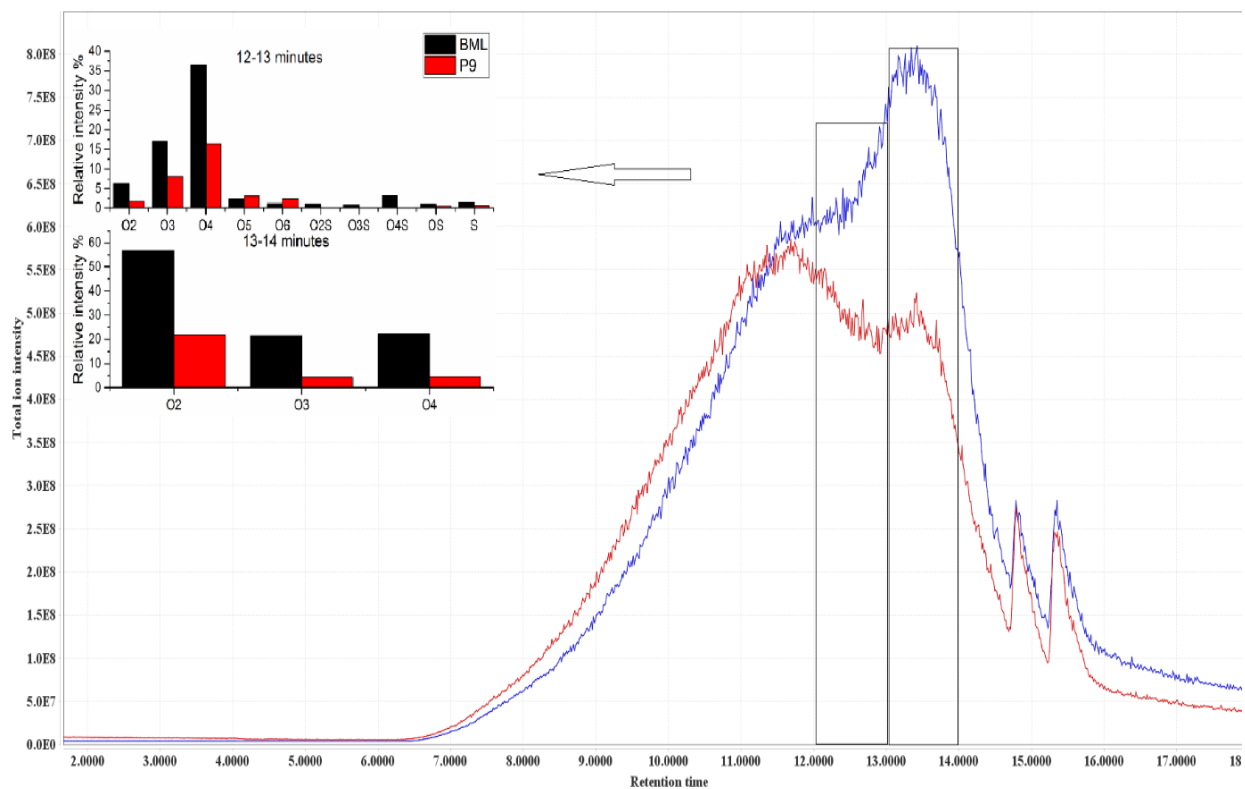 12-13 minutes
BML
P9
Relative intensity %
40
35
30
25
20
15
10
5
0
O2 O3 O4 O5 O6 O2S O3S O4S OS S
13-14 minutes
Relative intensity %
60
50
40
30
20
10
0
O2 O3 O4
Total ion intensity
8.0E8
7.5E8
7.0E8
6.5E8
6.0E8
5.5E8
5.0E8
4.5E8
4.0E8
3.5E8
3.0E8
2.5E8
2.0E8
1.5E8
1.0E8
5.0E7
0.0E0
2.0000 3.0000 4.0000 5.0000 6.0000 7.0000 8.0000 9.0000 10.0000 11.0000 12.0000 13.0000 14.0000 15.0000 16.0000 17.0000 18
Retention time